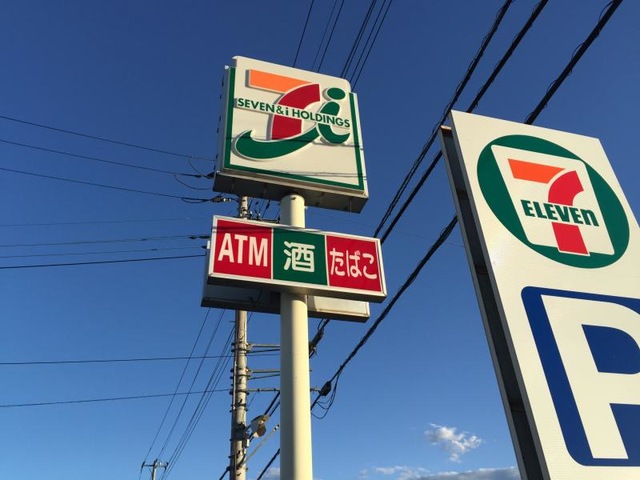 7i
SEVEN&i HOLDINGS
ATM 酒 たばこ
7
ELEVEN
P